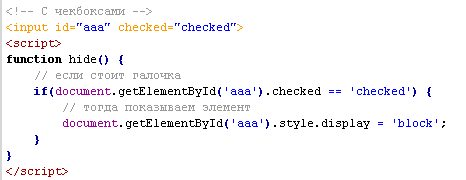 <!-- С чекбоксами -->
<input id="aaa" checked="checked">
<script>
function hide() {
    // если стоит галочка
    if(document.getElementById('aaa').checked == 'checked') {
        // тогда показываем элемент
        document.getElementById('aaa').style.display = 'block';
    }
}
</script>